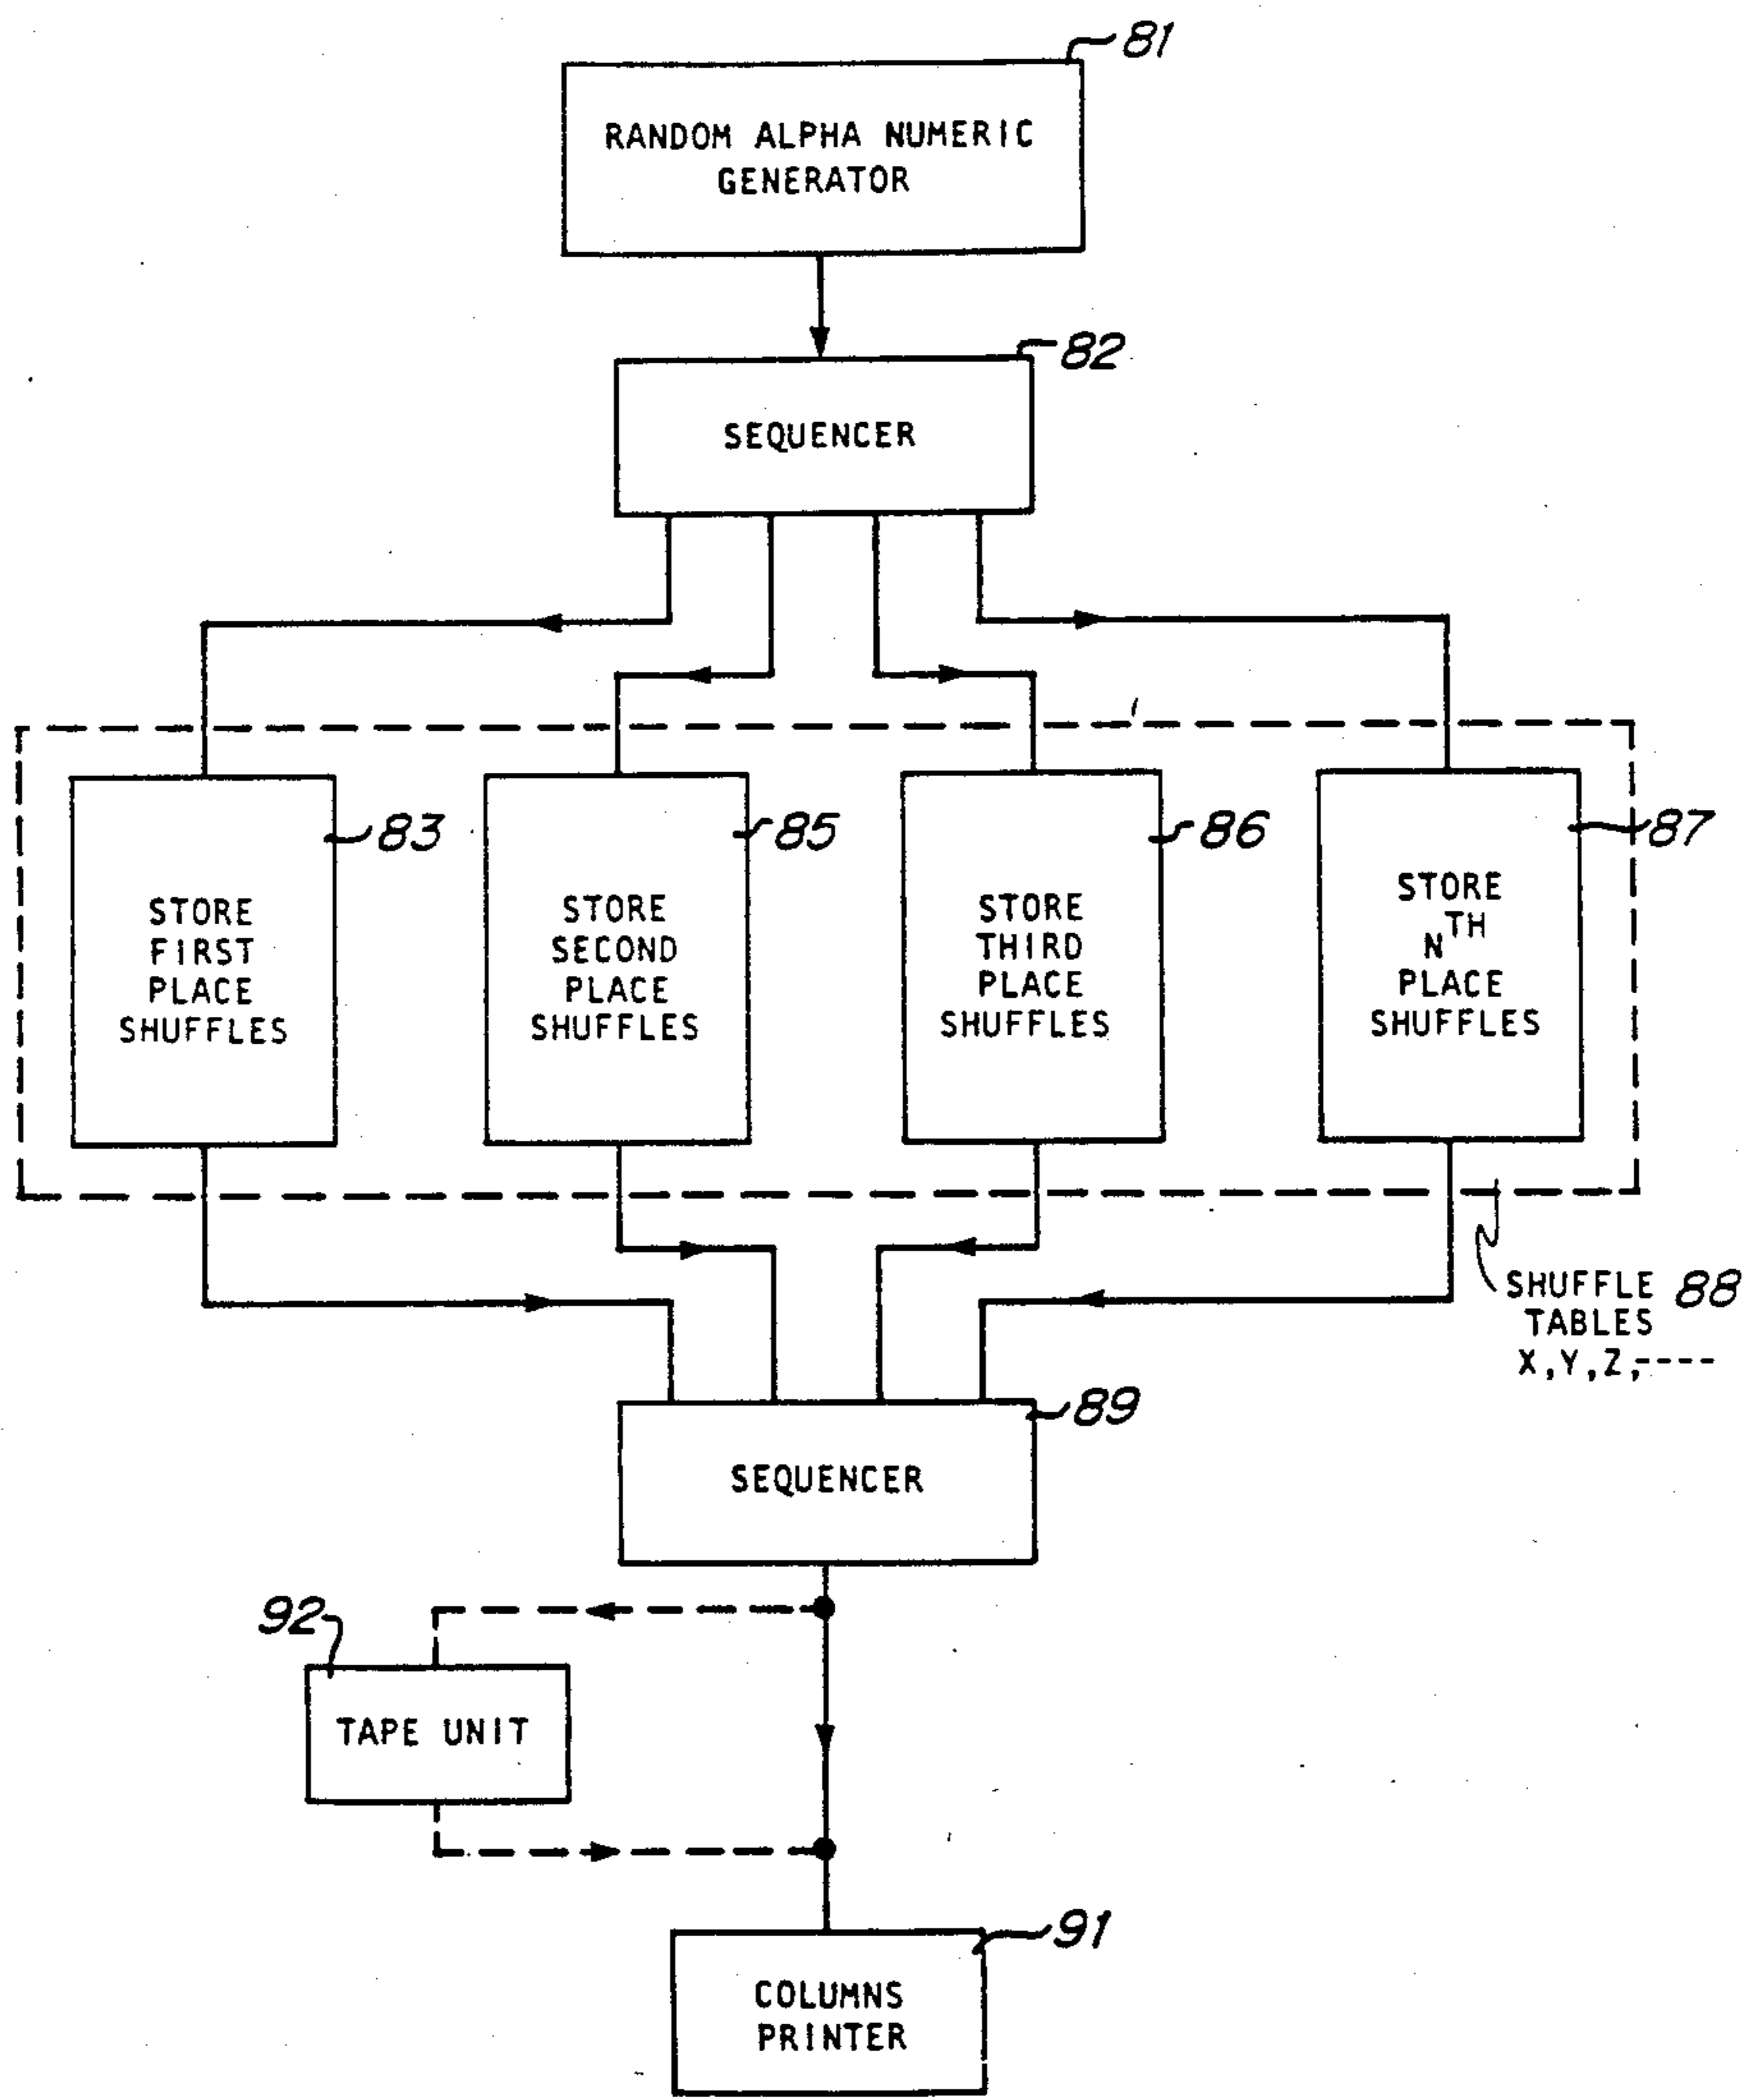 81
RANDOM ALPHA NUMERIC
GENERATOR
82
SEQUENCER
83
STORE
FIRST
PLACE
SHUFFLES
85
STORE
SECOND
PLACE
SHUFFLES
86
STORE
THIRD
PLACE
SHUFFLES
87
STORE
NTH
PLACE
SHUFFLES
SHUFFLE 88
TABLES
X,Y,Z,----
89
SEQUENCER
92
TAPE UNIT
91
COLUMNS
PRINTER